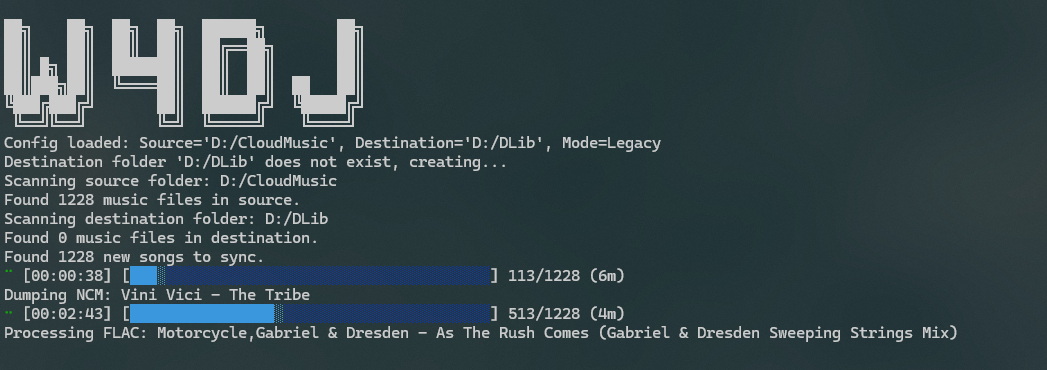 W4DJ
Config loaded: Source='D:/CloudMusic', Destination='D:/DLib', Mode=Legacy
Destination folder 'D:/DLib' does not exist, creating...
Scanning source folder: D:/CloudMusic
Found 1228 music files in source.
Scanning destination folder: D:/DLib
Found 0 music files in destination.
Found 1228 new songs to sync.
[00:00:38] [] 113/1228 (6m)
Dumping NCM: Vini Vici - The Tribe
[00:02:43] [] 513/1228 (4m)
Processing FLAC: Motorcycle,Gabriel & Dresden - As The Rush Comes (Gabriel & Dresden Sweeping Strings Mix)